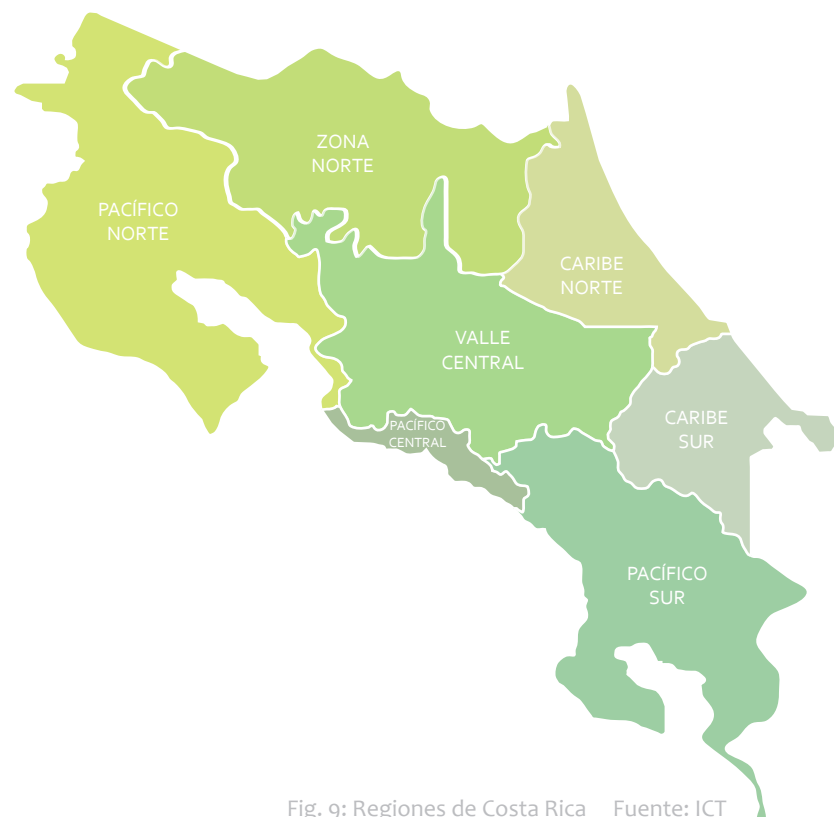 ZONA
NORTE
PACÍFICO
NORTE
CARIBE
NORTE
VALLE
CENTRAL
CARIBE
SUR
PACÍFICO
CENTRAL
PACÍFICO
SUR
Fig. 9: Regiones de Costa Rica Fuente: ICT